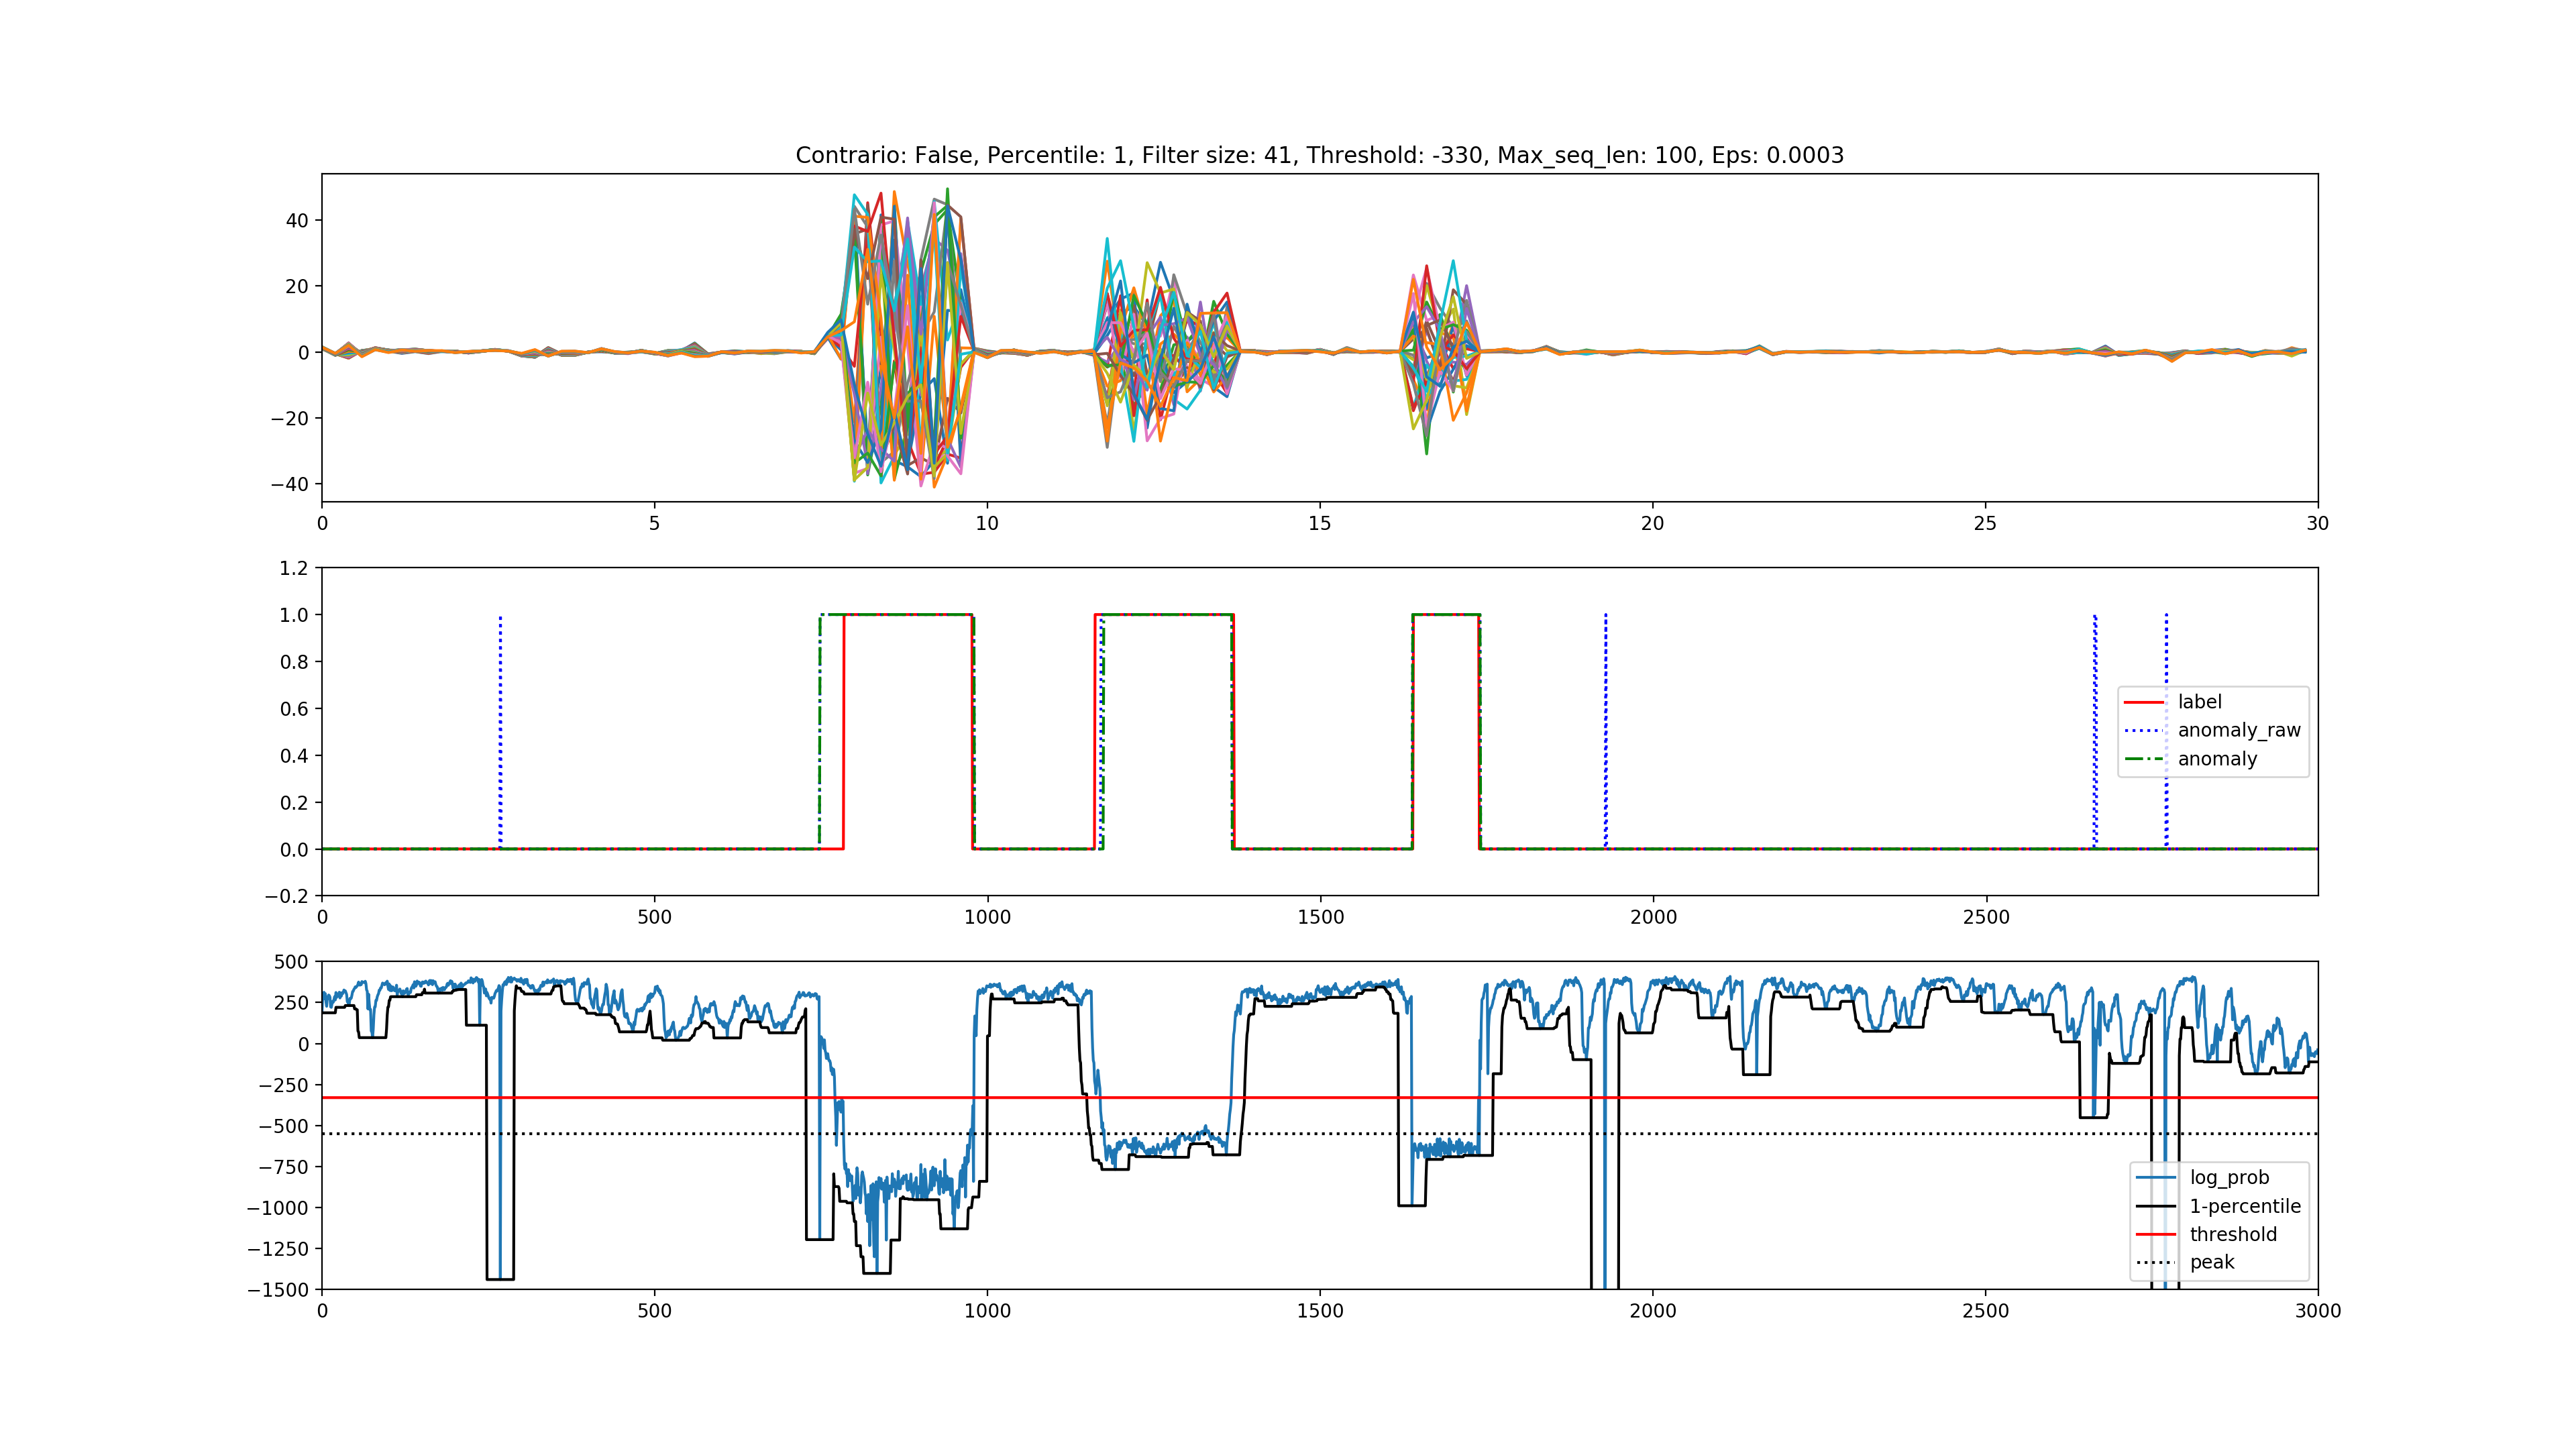 Contrario: False, Percentile: 1, Filter size: 41, Threshold: -330, Max_seq_len: 100, Eps: 0.0003
40
20
0
−20
−40
0 5 10 15 20 25 30
1.2
1.0
0.8
0.6
0.4
0.2
0.0
−0.2
label
anomaly_raw
anomaly
0 500 1000 1500 2000 2500
500
250
0
−250
−500
−750
−1000
−1250
−1500
log_prob
1-percentile
threshold
peak
0 500 1000 1500 2000 2500 3000